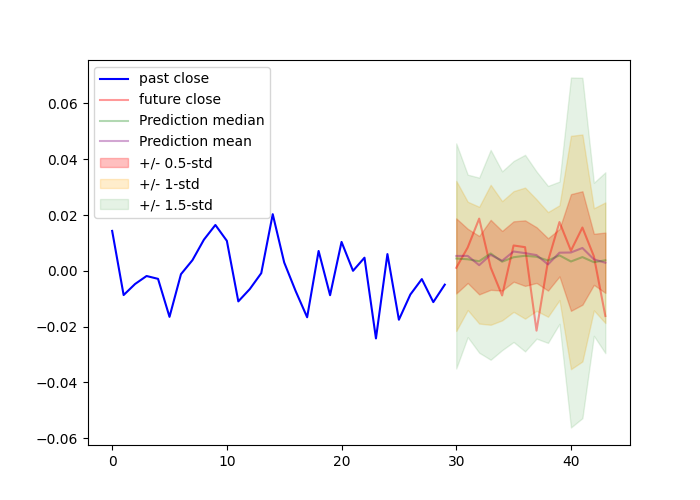 past close
future close
Prediction median
Prediction mean
+/- 0.5-std
+/- 1-std
+/- 1.5-std
0.06
0.04
0.02
0.00
−0.02
−0.04
−0.06
0 10 20 30 40